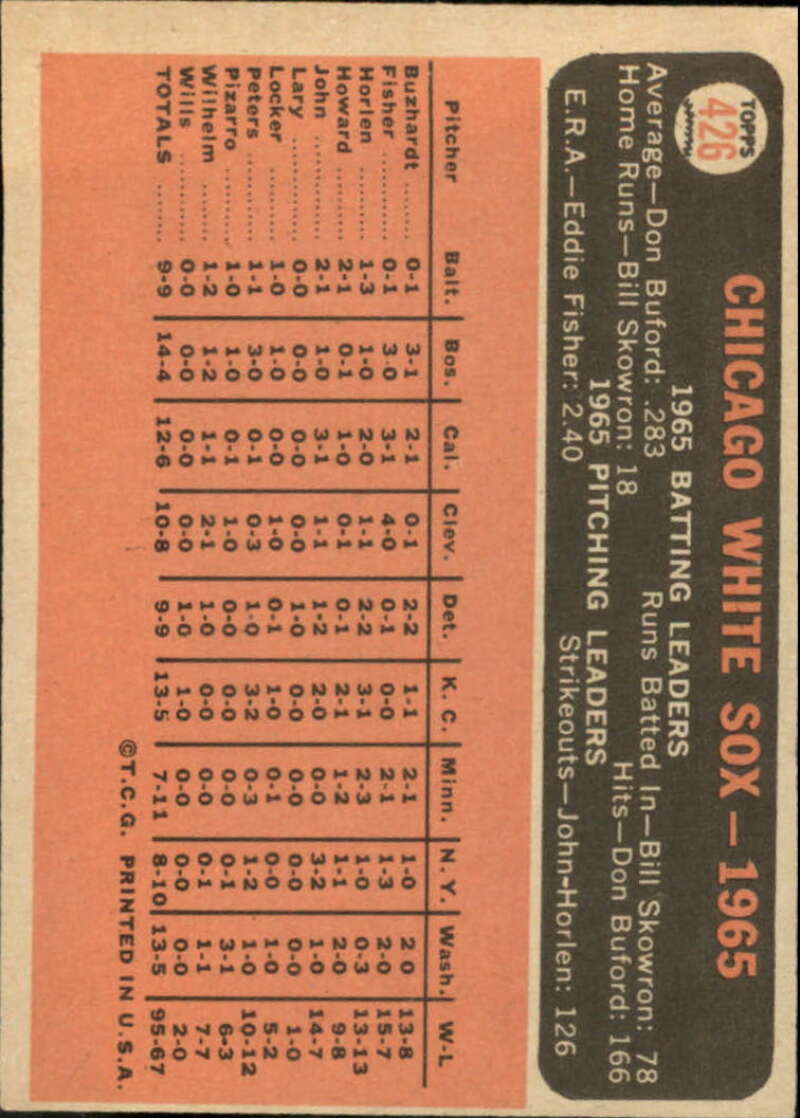 TOPPS
426
CHICAGO WHITE SOX—1965
1965 BATTING LEADERS
Average—Don Buford: .283 Runs Batted In—Bill Skowron: 78
Home Runs—Bill Skowron: 18 Hits—Don Buford: 166
1965 PITCHING LEADERS
E.R.A.—Eddie Fisher: 2.40 Strikeouts—John-Horlen: 126
Pitcher Balt. Bos. Cal. Clev. Det. K. C. Minn. N. Y. Wash. W-L
Buzhardt ........ 0-1 3-1 2-1 0-1 2-2 1-1 2-1 1-0 2 0 13-8
Fisher ............ 0-1 3-0 3-1 4-0 0-1 0-0 2-1 1-3 2-0 15-7
Horlen .......... 1-3 1-0 2-0 1-1 2-2 3-1 2-3 1-0 0-3 13-13
Howard .......... 2-1 0-1 1-0 0-1 0-1 2-1 1-2 1-1 2-0 9-8
John .............. 2-1 1-0 3-1 1-1 1-2 2-0 0-0 3-2 1-0 14-7
Lary .............. 0-0 0-0 0-0 0-0 1-0 0-0 0-0 0-0 0-0 1-0
Locker .......... 1-0 1-0 0-0 1-0 0-1 1-0 0-1 0-0 1-0 5-2
Peters ............ 1-1 3-0 0-1 0-3 1-0 3-2 0-3 1-2 1-0 10-12
Pizarro .......... 1-0 1-0 0-1 1-0 0-0 0-0 0-0 0-1 3-1 6-3
Wilhelm ........ 1-2 1-2 1-1 2-1 1-0 0-0 0-0 0-1 1-1 7-7
Wills .............. 0-0 0-0 0-0 0-0 1-0 1-0 0-0 0-0 0-0 2-0
TOTALS ........ 9-9 14-4 12-6 10-8 9-9 13-5 7-11 8-10 13-5 95-67
©T.C.G. PRINTED IN U.S.A.